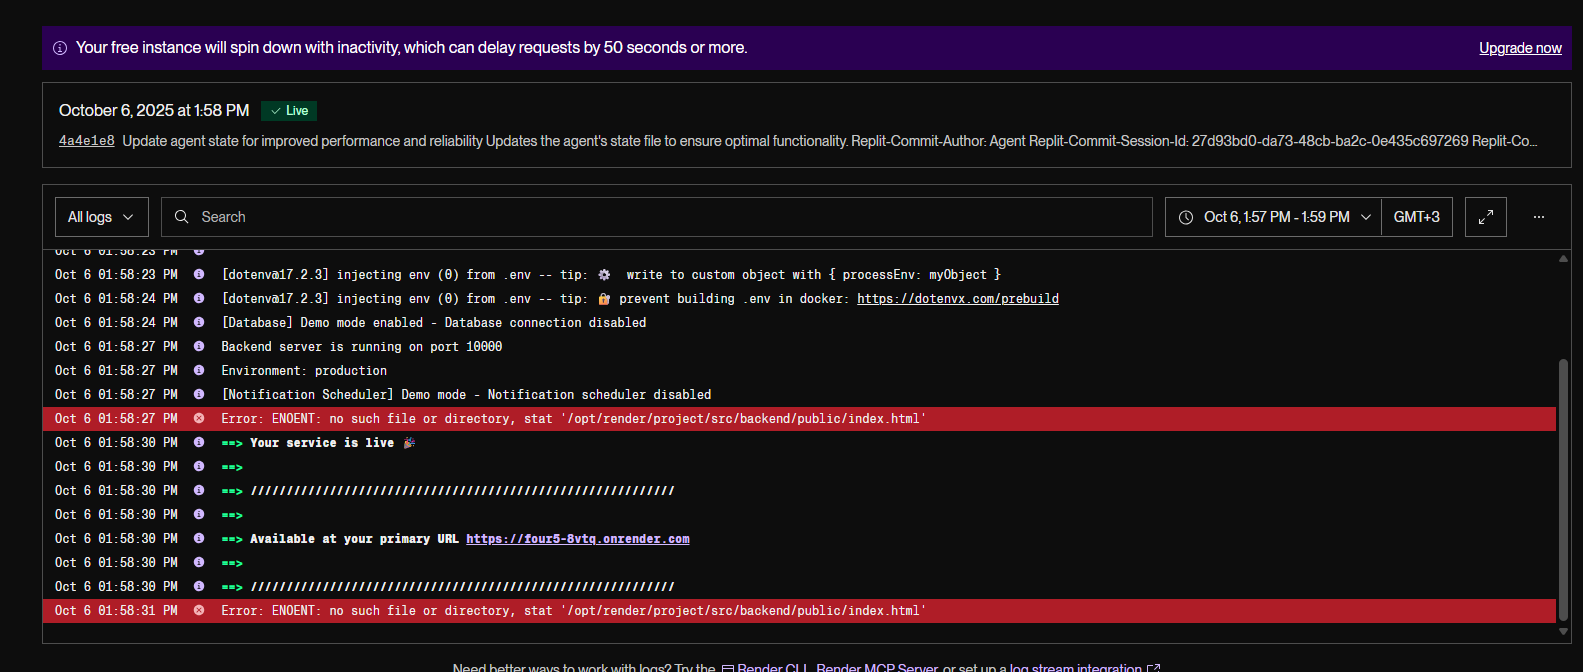 Your free instance will spin down with inactivity, which can delay requests by 50 seconds or more. Upgrade now
October 6, 2025 at 1:58 PM Live
4a4e1e8 Update agent state for improved performance and reliability Updates the agent's state file to ensure optimal functionality. Replit-Commit-Author: Agent Replit-Commit-Session-Id: 27d93bd0-da73-48cb-ba2c-0e435c697269 Replit-Co...
All logs Search Oct 6, 1:57 PM - 1:59 PM GMT+3 ...
Oct 6 01:58:23 PM
Oct 6 01:58:23 PM [dotenv@17.2.3] injecting env (0) from .env -- tip: ⚙️ write to custom object with { processEnv: myObject }
Oct 6 01:58:24 PM [dotenv@17.2.3] injecting env (0) from .env -- tip: 🔐 prevent building .env in docker: https://dotenvx.com/prebuild
Oct 6 01:58:24 PM [Database] Demo mode enabled - Database connection disabled
Oct 6 01:58:27 PM Backend server is running on port 10000
Oct 6 01:58:27 PM Environment: production
Oct 6 01:58:27 PM [Notification Scheduler] Demo mode - Notification scheduler disabled
Oct 6 01:58:27 PM Error: ENOENT: no such file or directory, stat '/opt/render/project/src/backend/public/index.html'
Oct 6 01:58:30 PM ==> Your service is live 🎉
Oct 6 01:58:30 PM ==>
Oct 6 01:58:30 PM ==> ///////////////////////////////////////////////////////////
Oct 6 01:58:30 PM ==>
Oct 6 01:58:30 PM ==> Available at your primary URL https://four5-8vtq.onrender.com
Oct 6 01:58:30 PM ==>
Oct 6 01:58:30 PM ==> ///////////////////////////////////////////////////////////
Oct 6 01:58:31 PM Error: ENOENT: no such file or directory, stat '/opt/render/project/src/backend/public/index.html'
Need better ways to work with logs? Try the Render CLI, Render MCP Server, or set up a log stream integration